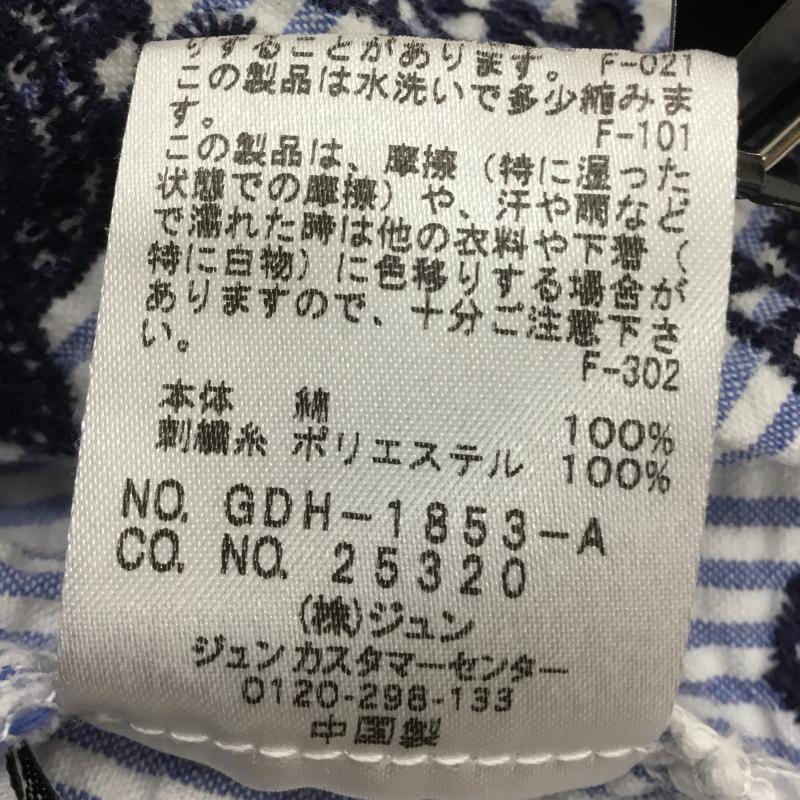 りすることがあります。 F-021
この製品は水洗いで多少縮みま
す。 F-101
この製品は、摩擦（特に湿った
状態での摩擦）や、汗や雨など
で濡れた時は他の衣料や下着（
特に白物）に色移りする場合が
ありますので、十分ご注意下さ
い。 F-302
本体 綿 100%
刺繍糸 ポリエステル 100%
NO. GDH-1853-A
CO. NO. 25320
(株)ジュン
ジュンカスタマーセンター
0120-298-133
中国製